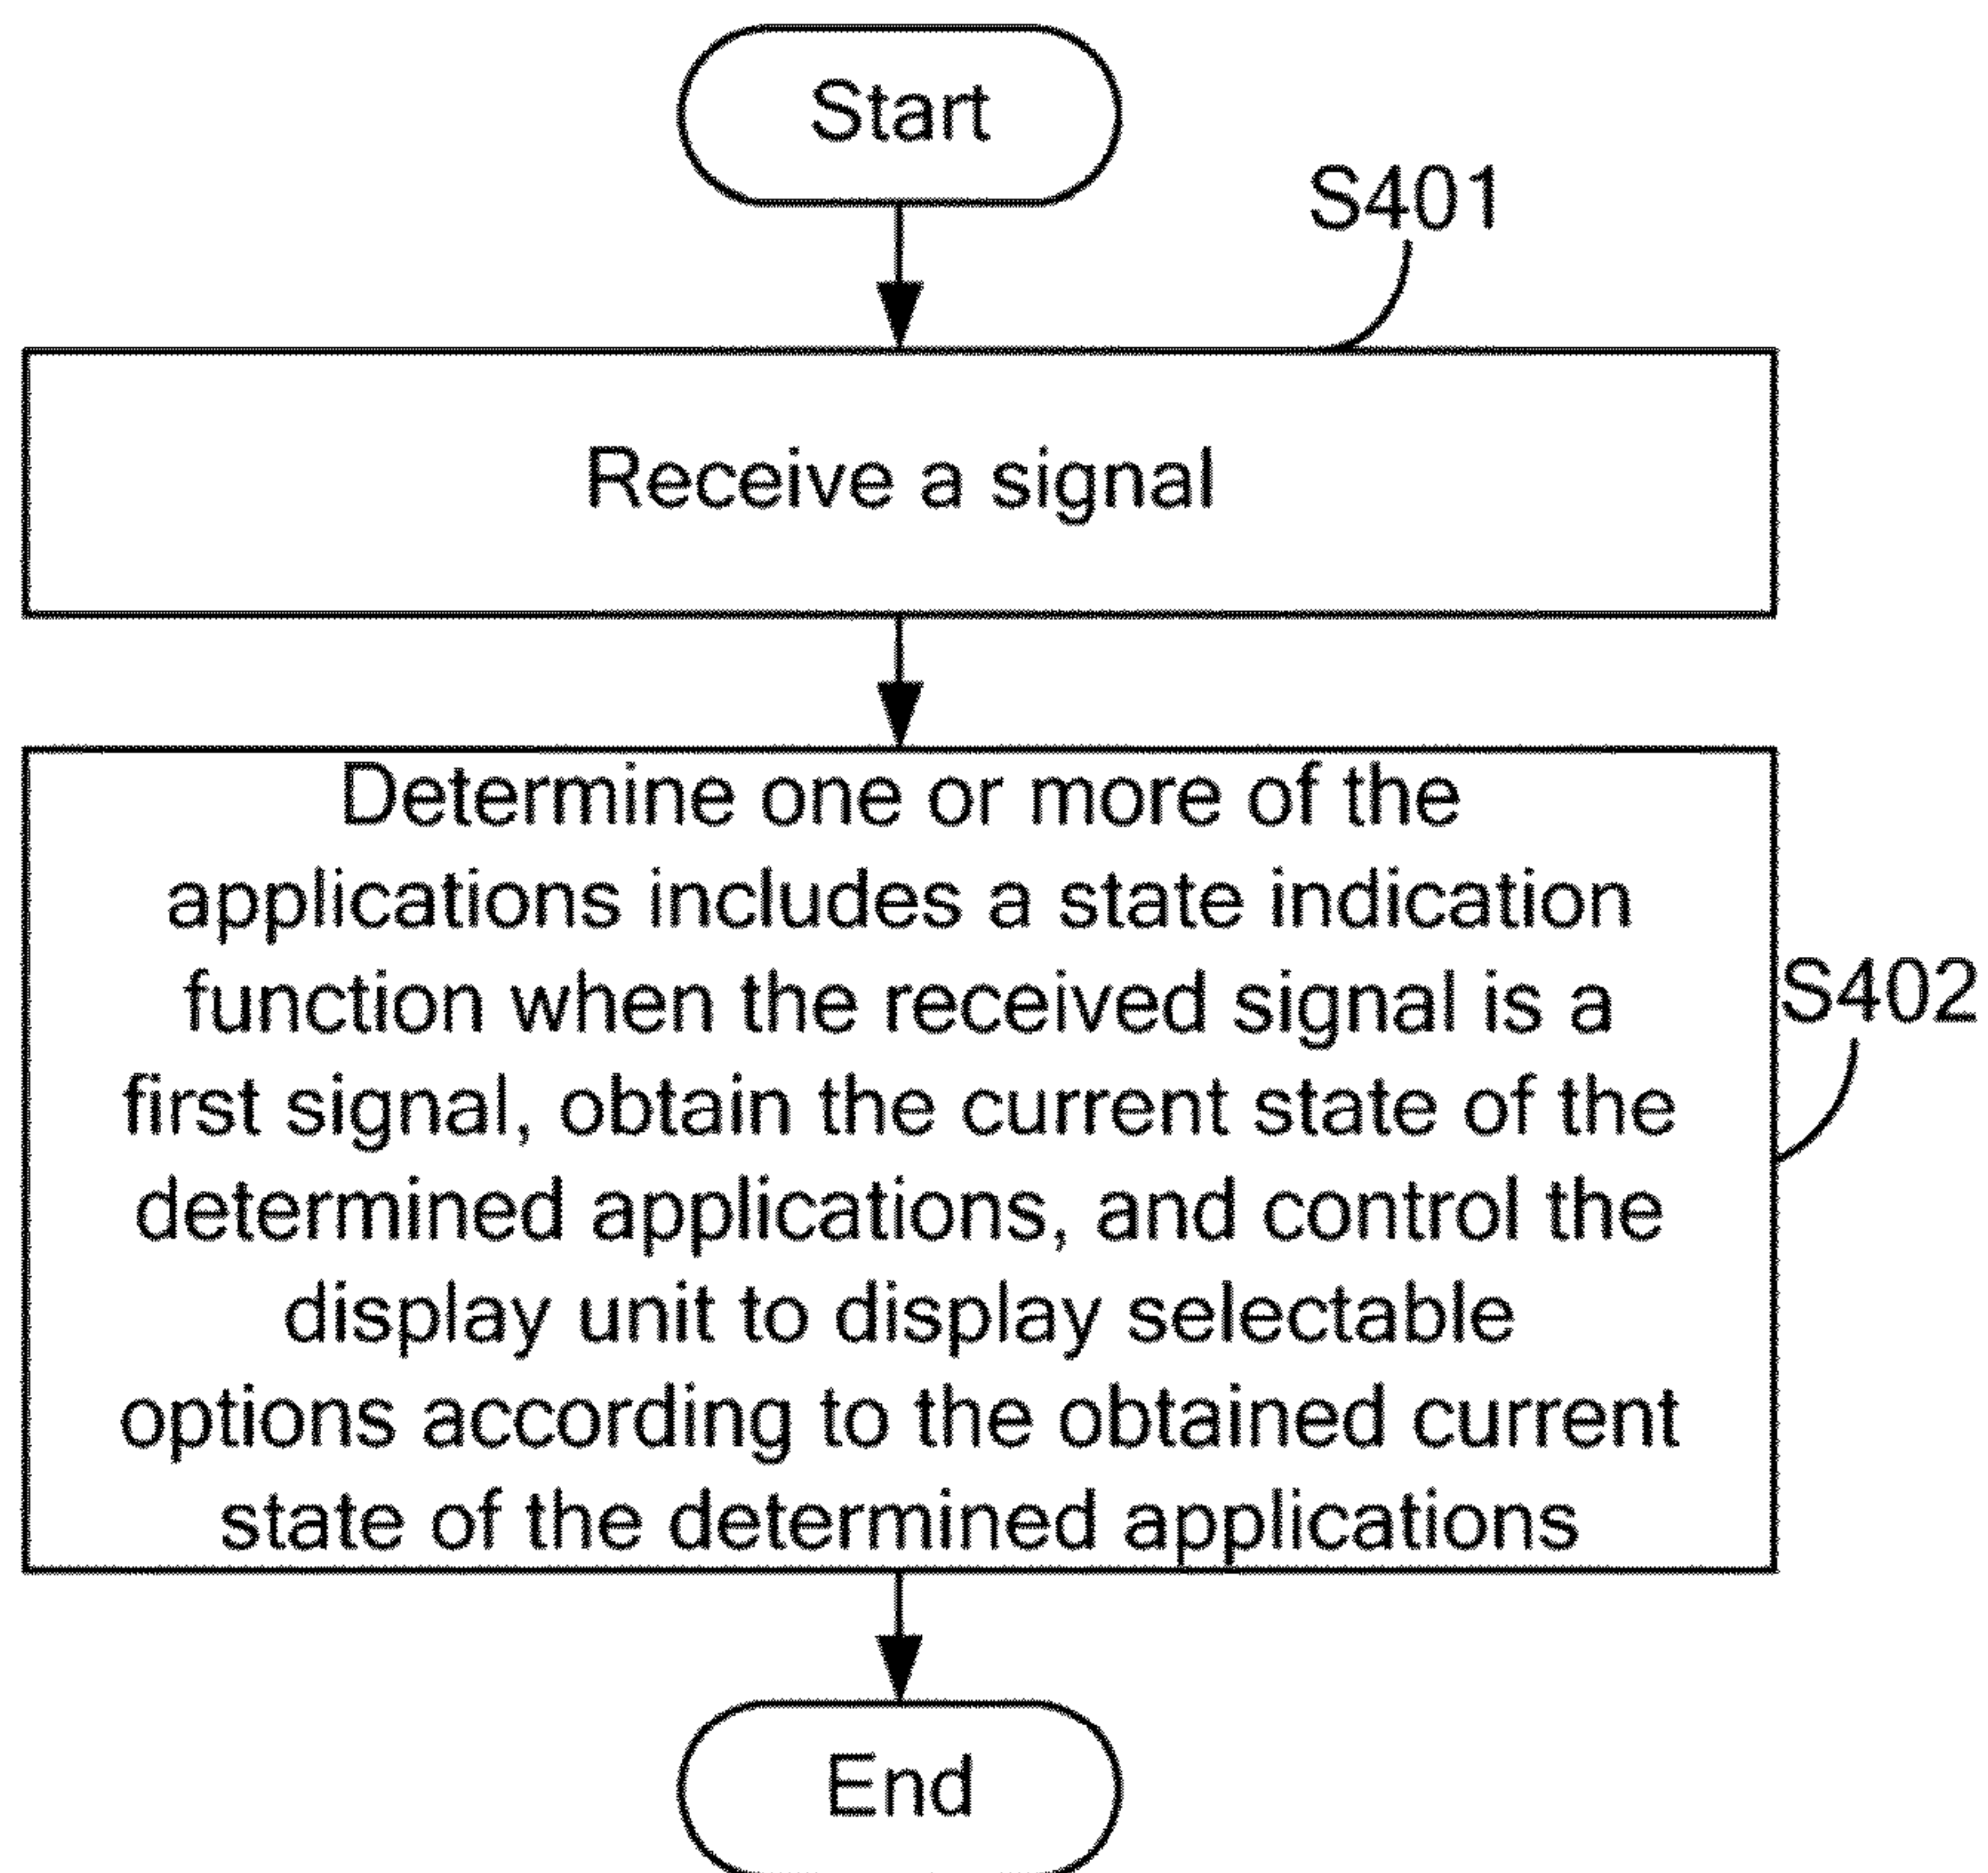 Start
S401
Receive a signal
Determine one or more of the
applications includes a state indication
function when the received signal is a
first signal, obtain the current state of the
determined applications, and control the
display unit to display selectable
options according to the obtained current
state of the determined applications
S402
End